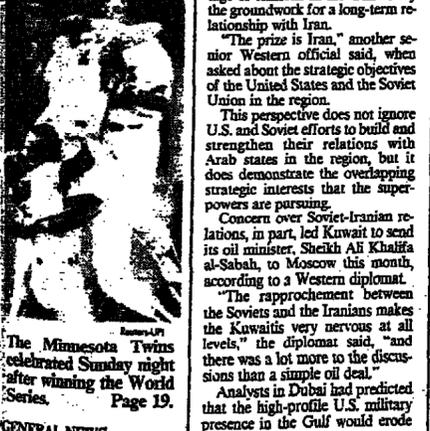 Reuters-UPI
The Minnesota Twins
celebrated Sunday night
after winning the World
Series. Page 19.
GENERAL NEWS
the groundwork for a long-term re-
lationship with Iran.
"The prize is Iran," another se-
nior Western official said, when
asked about the strategic objectives
of the United States and the Soviet
Union in the region.
This perspective does not ignore
U.S. and Soviet efforts to build and
strengthen their relations with
Arab states in the region, but it
does demonstrate the overlapping
strategic interests that the super-
powers are pursuing.
Concern over Soviet-Iranian re-
lations, in part, led Kuwait to send
its oil minister, Sheikh Ali Khalifa
al-Sabah, to Moscow this month,
according to a Western diplomat.
"The rapprochement between
the Soviets and the Iranians makes
the Kuwaitis very nervous at all
levels," the diplomat said, "and
there was a lot more to the discus-
sions than a simple oil deal."
Analysts in Dubai had predicted
that the high-profile U.S. military
presence in the Gulf would erode